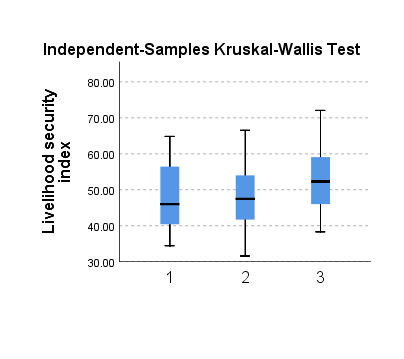 Independent-Samples Kruskal-Wallis Test
Livelihood security
index
80.00
70.00
60.00
50.00
40.00
30.00
1 2 3